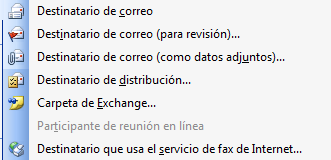 Destinatario de correo
Destinatario de correo (para revisión)...
Destinatario de correo (como datos adjuntos)...
Destinatario de distribución...
Carpeta de Exchange...
Participante de reunión en línea
Destinatario que usa el servicio de fax de Internet...